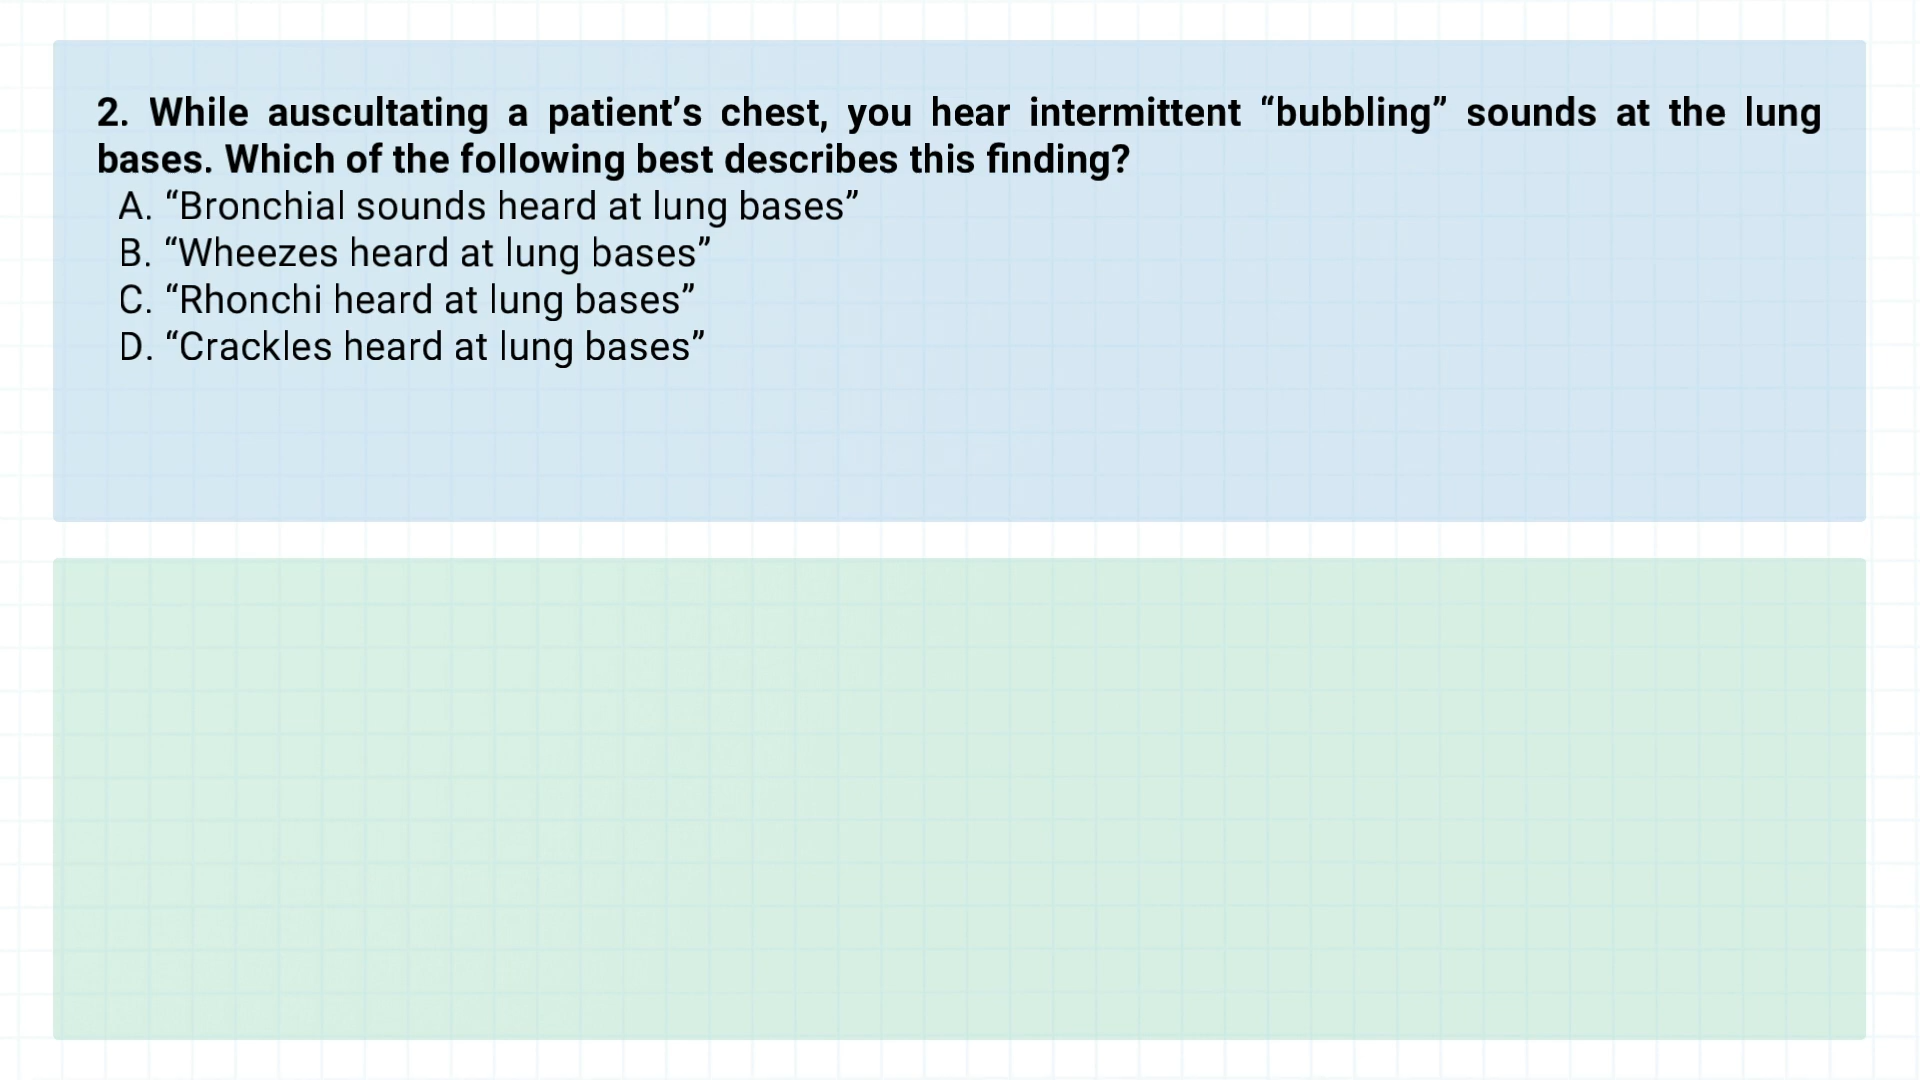 2. While auscultating a patient’s chest, you hear intermittent “bubbling” sounds at the lung
bases. Which of the following best describes this finding?
A. “Bronchial sounds heard at lung bases”
B. “Wheezes heard at lung bases”
C. “Rhonchi heard at lung bases”
D. “Crackles heard at lung bases”